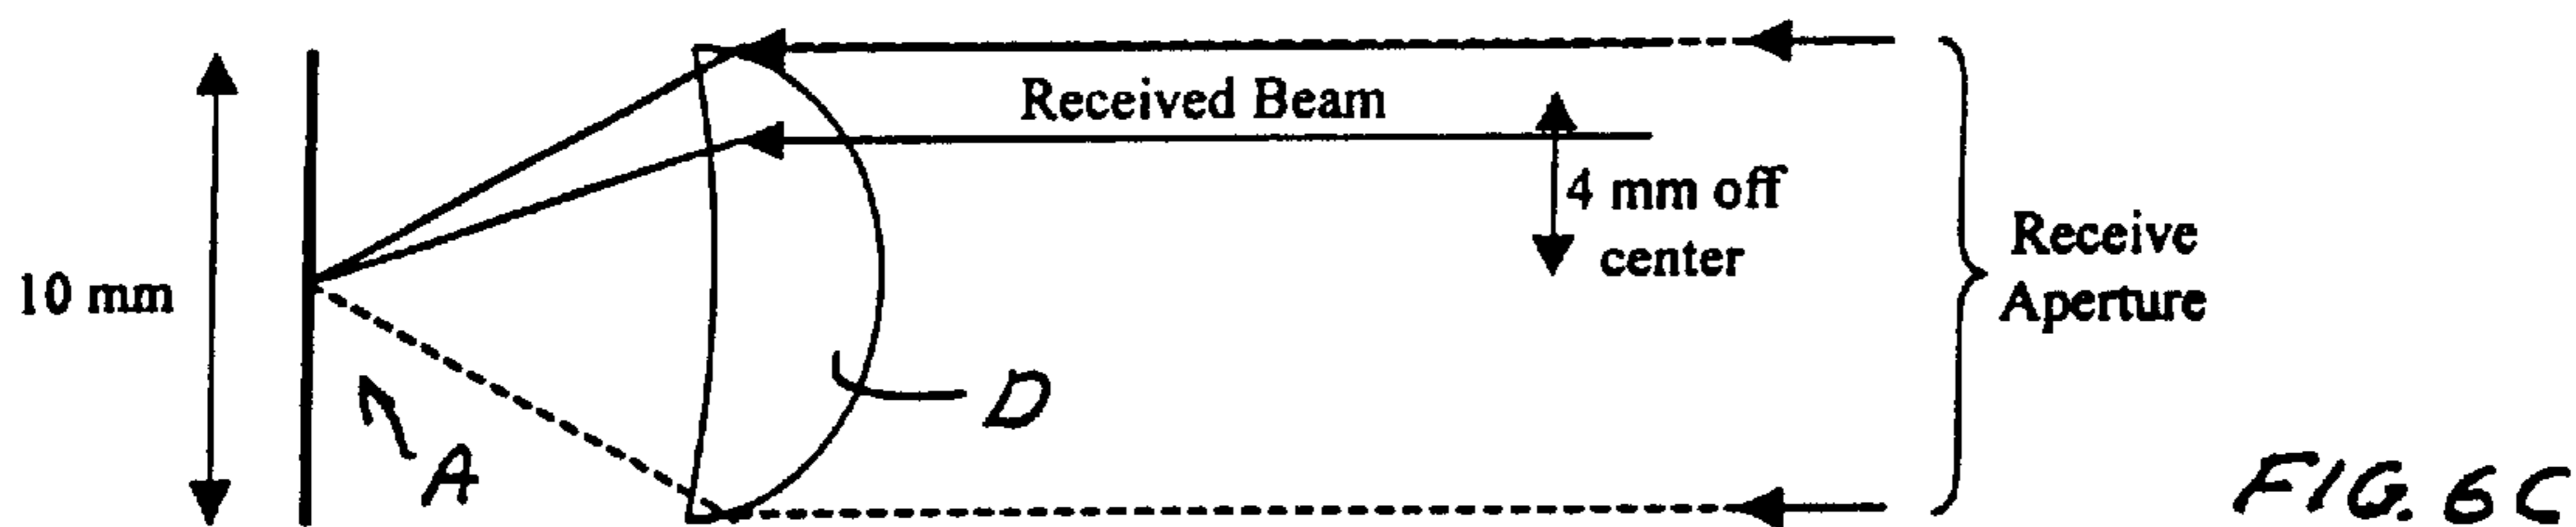 Received Beam
4 mm off
center
10 mm
Receive
Aperture
D
A
FIG. 6C